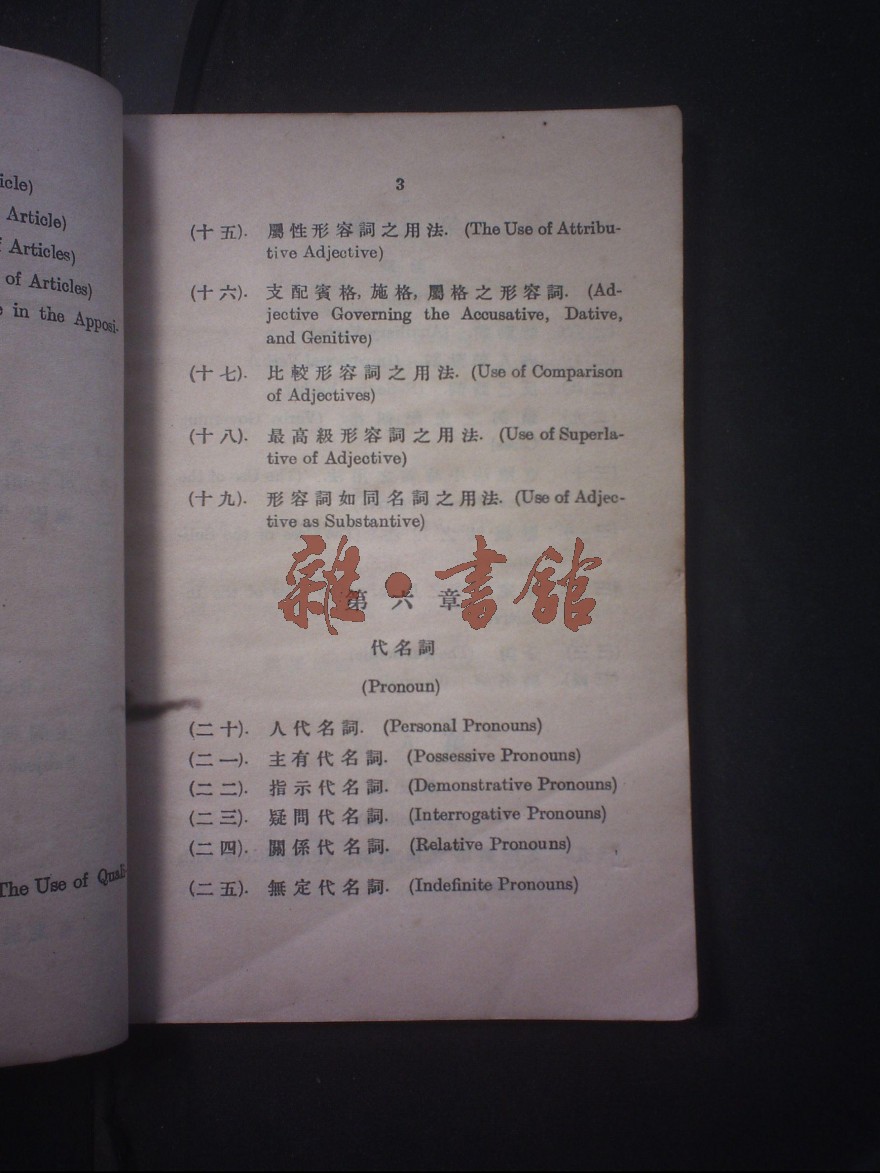 icle)
Article)
Articles)
of Articles)
in the Apposi-
The Use of Quali-
3
(十五). 屬性形容詞之用法. (The Use of Attribu-
tive Adjective)
(十六). 支配賓格, 施格, 屬格之形容詞. (Ad-
jective Governing the Accusative, Dative,
and Genitive)
(十七). 比較形容詞之用法. (Use of Comparison
of Adjectives)
(十八). 最高級形容詞之用法. (Use of Superla-
tive of Adjective)
(十九). 形容詞如同名詞之用法. (Use of Adjec-
tive as Substantive)
雜·書館
第六章
代名詞
(Pronoun)
(二十). 人代名詞. (Personal Pronouns)
(二一). 主有代名詞. (Possessive Pronouns)
(二二). 指示代名詞. (Demonstrative Pronouns)
(二三). 疑問代名詞. (Interrogative Pronouns)
(二四). 關係代名詞. (Relative Pronouns)
(二五). 無定代名詞. (Indefinite Pronouns)